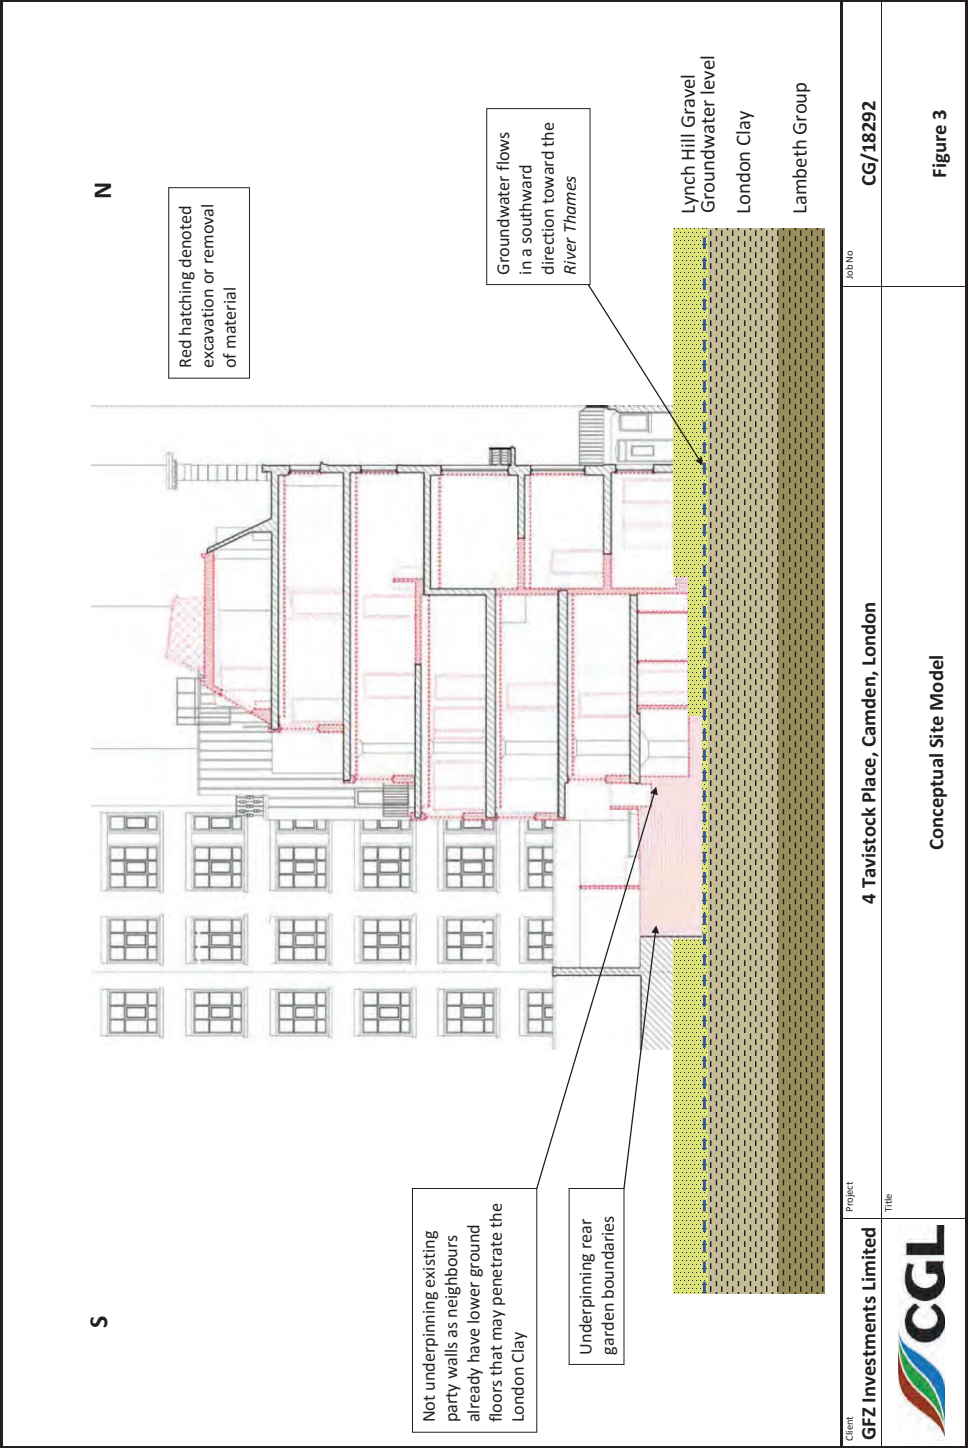 S
N
Red hatching denoted
excavation or removal
of material
Groundwater flows
in a southward
direction toward the
River Thames
Not underpinning existing
party walls as neighbours
already have lower ground
floors that may penetrate the
London Clay
Underpinning rear
garden boundaries
Lynch Hill Gravel
Groundwater level
London Clay
Lambeth Group
Client
GFZ Investments Limited
Project
4 Tavistock Place, Camden, London
Job No
CG/18292
CGL
Title
Conceptual Site Model
Figure 3